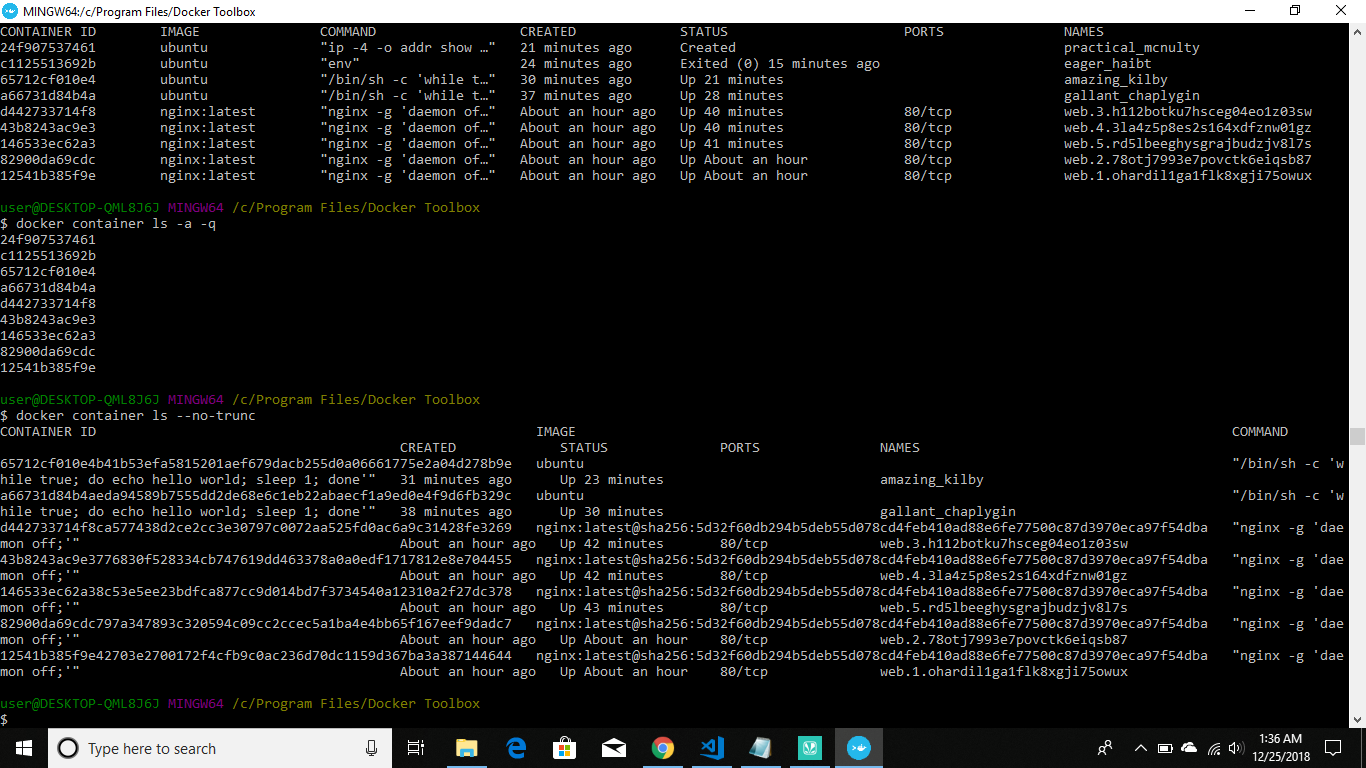 MINGW64:/c/Program Files/Docker Toolbox
CONTAINER ID        IMAGE               COMMAND                  CREATED             STATUS                      PORTS               NAMES
24f907537461        ubuntu              "ip -4 -o addr show …"   21 minutes ago      Created                                         practical_mcnulty
c1125513692b        ubuntu              "env"                    24 minutes ago      Exited (0) 15 minutes ago                       eager_haibt
65712cf010e4        ubuntu              "/bin/sh -c 'while t…"   30 minutes ago      Up 21 minutes                                   amazing_kilby
a66731d84b4a        ubuntu              "/bin/sh -c 'while t…"   37 minutes ago      Up 28 minutes                                   gallant_chaplygin
d442733714f8        nginx:latest        "nginx -g 'daemon of…"   About an hour ago   Up 40 minutes               80/tcp              web.3.h112botku7hsceg04eo1z03sw
43b8243ac9e3        nginx:latest        "nginx -g 'daemon of…"   About an hour ago   Up 40 minutes               80/tcp              web.4.3la4z5p8es2s164xdfznw01gz
146533ec62a3        nginx:latest        "nginx -g 'daemon of…"   About an hour ago   Up 41 minutes               80/tcp              web.5.rd5lbeeghysgrajbudzjv8l7s
82900da69cdc        nginx:latest        "nginx -g 'daemon of…"   About an hour ago   Up About an hour            80/tcp              web.2.78otj7993e7povctk6eiqsb87
12541b385f9e        nginx:latest        "nginx -g 'daemon of…"   About an hour ago   Up About an hour            80/tcp              web.1.ohardil1ga1flk8xgji75owux
user@DESKTOP-QML8J6J MINGW64 /c/Program Files/Docker Toolbox
$ docker container ls -a -q
24f907537461
c1125513692b
65712cf010e4
a66731d84b4a
d442733714f8
43b8243ac9e3
146533ec62a3
82900da69cdc
12541b385f9e
user@DESKTOP-QML8J6J MINGW64 /c/Program Files/Docker Toolbox
$ docker container ls --no-trunc
CONTAINER ID                                                       IMAGE                                                                                  COMMAND
CREATED             STATUS              PORTS               NAMES
65712cf010e4b41b53efa5815201aef679dacb255d0a06661775e2a04d278b9e   ubuntu                                                                                 "/bin/sh -c 'w
hile true; do echo hello world; sleep 1; done'"   31 minutes ago      Up 23 minutes                           amazing_kilby
a66731d84b4aeda94589b7555dd2de68e6c1eb22abaecf1a9ed0e4f9d6fb329c   ubuntu                                                                                 "/bin/sh -c 'w
hile true; do echo hello world; sleep 1; done'"   38 minutes ago      Up 30 minutes                           gallant_chaplygin
d442733714f8ca577438d2ce2cc3e30797c0072aa525fd0ac6a9c31428fe3269   nginx:latest@sha256:5d32f60db294b5deb55d078cd4feb410ad88e6fe77500c87d3970eca97f54dba   "nginx -g 'dae
mon off;'"                                        About an hour ago   Up 42 minutes       80/tcp              web.3.h112botku7hsceg04eo1z03sw
43b8243ac9e3776830f528334cb747619dd463378a0a0edf1717812e8e704455   nginx:latest@sha256:5d32f60db294b5deb55d078cd4feb410ad88e6fe77500c87d3970eca97f54dba   "nginx -g 'dae
mon off;'"                                        About an hour ago   Up 42 minutes       80/tcp              web.4.3la4z5p8es2s164xdfznw01gz
146533ec62a38c53e5ee23bdfca877cc9d014bd7f3734540a12310a2f27dc378   nginx:latest@sha256:5d32f60db294b5deb55d078cd4feb410ad88e6fe77500c87d3970eca97f54dba   "nginx -g 'dae
mon off;'"                                        About an hour ago   Up 43 minutes       80/tcp              web.5.rd5lbeeghysgrajbudzjv8l7s
82900da69cdc797a347893c320594c09cc2ccec5a1ba4e4bb65f167eef9dadc7   nginx:latest@sha256:5d32f60db294b5deb55d078cd4feb410ad88e6fe77500c87d3970eca97f54dba   "nginx -g 'dae
mon off;'"                                        About an hour ago   Up About an hour    80/tcp              web.2.78otj7993e7povctk6eiqsb87
12541b385f9e42703e2700172f4cfb9c0ac236d70dc1159d367ba3a387144644   nginx:latest@sha256:5d32f60db294b5deb55d078cd4feb410ad88e6fe77500c87d3970eca97f54dba   "nginx -g 'dae
mon off;'"                                        About an hour ago   Up About an hour    80/tcp              web.1.ohardil1ga1flk8xgji75owux
user@DESKTOP-QML8J6J MINGW64 /c/Program Files/Docker Toolbox
$
Type here to search
1:36 AM
12/25/2018